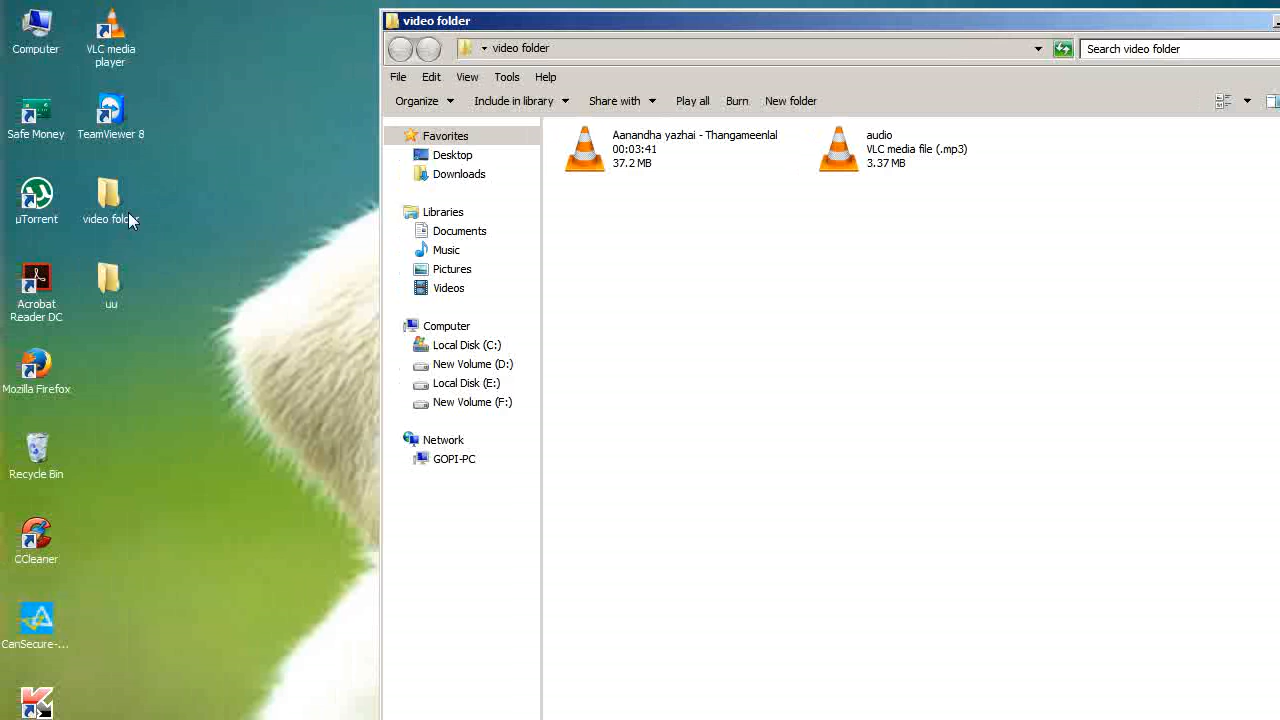 Computer
VLC media
player
Safe Money
TeamViewer 8
µTorrent
video folder
Acrobat
Reader DC
uu
Mozilla Firefox
Recycle Bin
CCleaner
CanSecure-...
video folder
video folder
Search video folder
File Edit View Tools Help
Organize Include in library Share with Play all Burn New folder
Favorites
Desktop
Downloads
Libraries
Documents
Music
Pictures
Videos
Computer
Local Disk (C:)
New Volume (D:)
Local Disk (E:)
New Volume (F:)
Network
GOPI-PC
Aanandha yazhai - Thangameenlal
00:03:41
37.2 MB
audio
VLC media file (.mp3)
3.37 MB